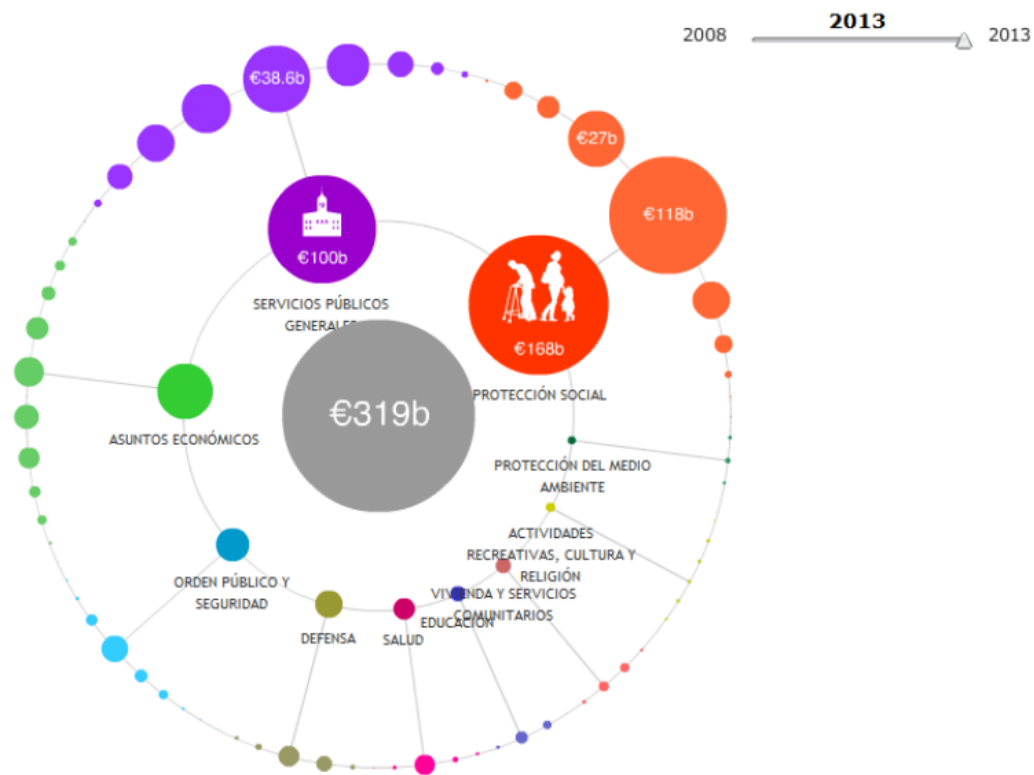 2013
2008
2013
€38.6b
€27b
€118b
€100b
SERVICIOS PÚBLICOS
GENERALES
€168b
PROTECCIÓN SOCIAL
€319b
ASUNTOS ECONÓMICOS
PROTECCIÓN DEL MEDIO
AMBIENTE
ACTIVIDADES
RECREATIVAS, CULTURA Y
RELIGIÓN
ORDEN PÚBLICO Y
SEGURIDAD
VIVIENDA Y SERVICIOS
COMUNITARIOS
EDUCACIÓN
DEFENSA
SALUD